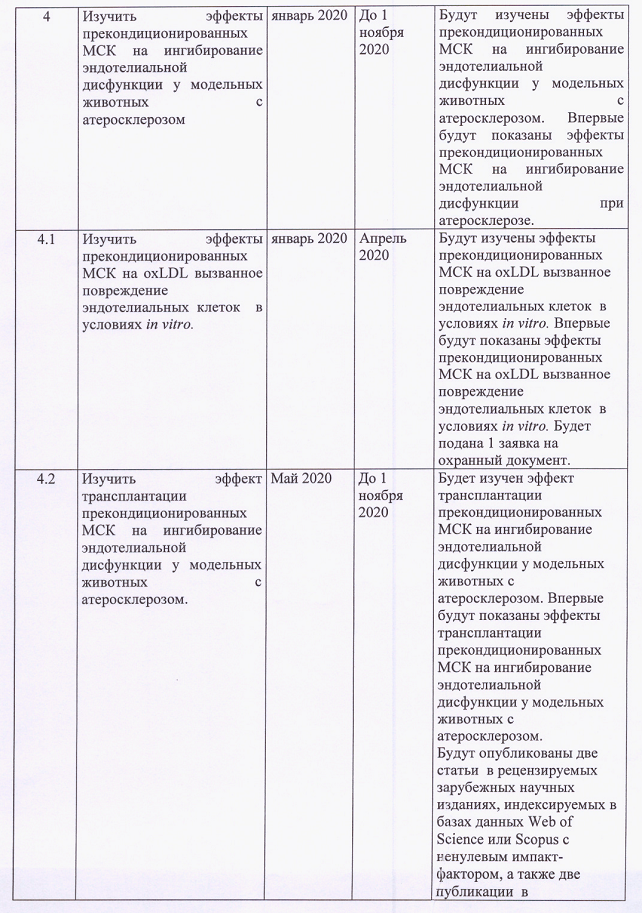 4
Изучить эффекты
прекондиционированных
МСК на ингибирование
эндотелиальной
дисфункции у модельных
животных с
атеросклерозом
январь 2020
До 1
ноября
2020
Будут изучены эффекты
прекондиционированных
МСК на ингибирование
эндотелиальной
дисфункции у модельных
животных с
атеросклерозом. Впервые
будут показаны эффекты
прекондиционированных
МСК на ингибирование
эндотелиальной
дисфункции при
атеросклерозе.
4.1
Изучить эффекты
прекондиционированных
МСК на oxLDL вызванное
повреждение
эндотелиальных клеток в
условиях in vitro.
январь 2020
Апрель
2020
Будут изучены эффекты
прекондиционированных
МСК на oxLDL вызванное
повреждение
эндотелиальных клеток в
условиях in vitro. Впервые
будут показаны эффекты
прекондиционированных
МСК на oxLDL вызванное
повреждение
эндотелиальных клеток в
условиях in vitro. Будет
подана 1 заявка на
охранный документ.
4.2
Изучить эффект
трансплантации
прекондиционированных
МСК на ингибирование
эндотелиальной
дисфункции у модельных
животных с
атеросклерозом.
Май 2020
До 1
ноября
2020
Будет изучен эффект
трансплантации
прекондиционированных
МСК на ингибирование
эндотелиальной
дисфункции у модельных
животных с
атеросклерозом. Впервые
будут показаны эффекты
трансплантации
прекондиционированных
МСК на ингибирование
эндотелиальной
дисфункции у модельных
животных с
атеросклерозом.
Будут опубликованы две
статьи в рецензируемых
зарубежных научных
изданиях, индексируемых в
базах данных Web of
Science или Scopus с
ненулевым импакт-
фактором, а также две
публикации в